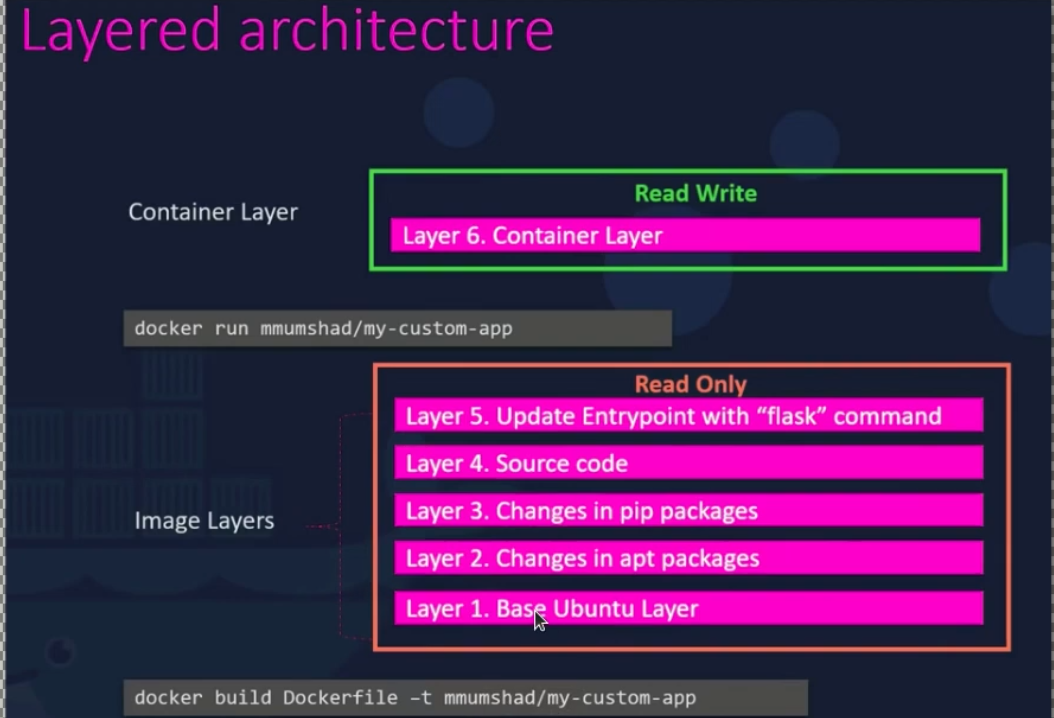 Layered architecture
Read Write
Container Layer
Layer 6. Container Layer
docker run mmumshad/my-custom-app
Read Only
Layer 5. Update Entrypoint with “flask” command
Layer 4. Source code
Layer 3. Changes in pip packages
Image Layers
Layer 2. Changes in apt packages
Layer 1. Base Ubuntu Layer
docker build Dockerfile –t mmumshad/my-custom-app